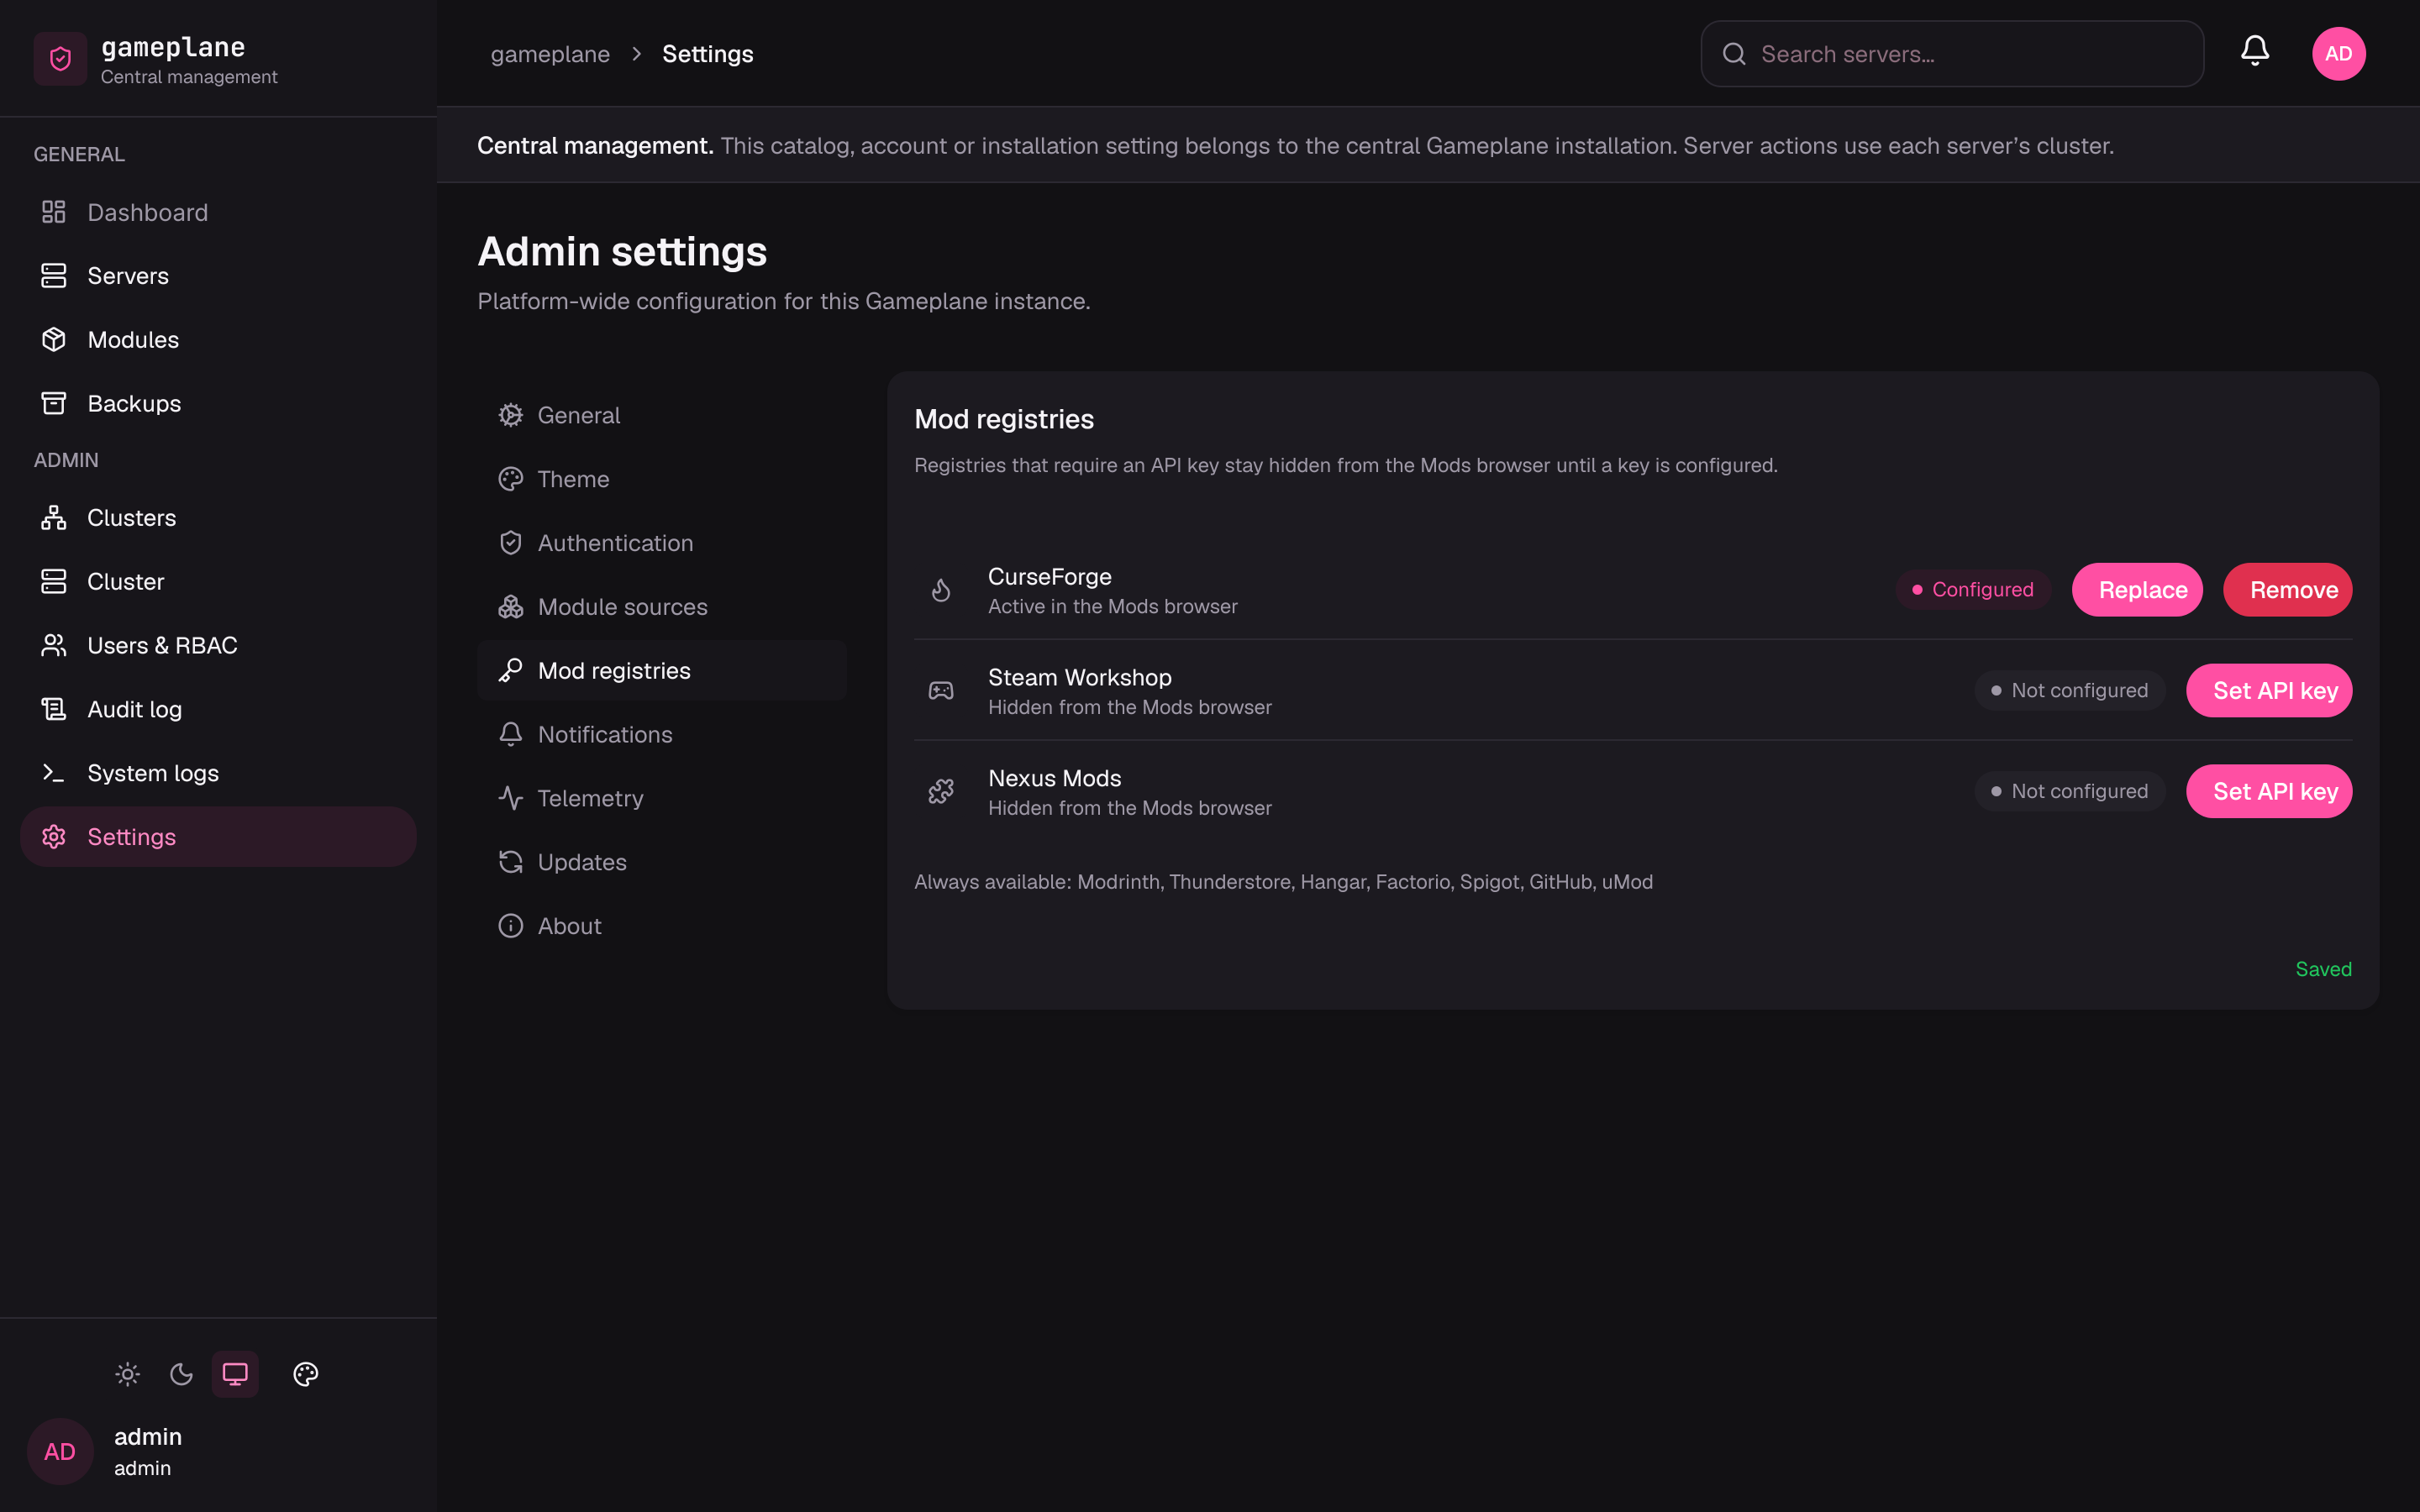 gameplane
Central management
GENERAL
Dashboard
Servers
Modules
Backups
ADMIN
Clusters
Cluster
Users & RBAC
Audit log
System logs
Settings
AD
admin
admin
gameplane > Settings
Search servers...
AD
Central management. This catalog, account or installation setting belongs to the central Gameplane installation. Server actions use each server’s cluster.
Admin settings
Platform-wide configuration for this Gameplane instance.
General
Theme
Authentication
Module sources
Mod registries
Notifications
Telemetry
Updates
About
Mod registries
Registries that require an API key stay hidden from the Mods browser until a key is configured.
CurseForge
Active in the Mods browser
Configured
Replace
Remove
Steam Workshop
Hidden from the Mods browser
Not configured
Set API key
Nexus Mods
Hidden from the Mods browser
Not configured
Set API key
Always available: Modrinth, Thunderstore, Hangar, Factorio, Spigot, GitHub, uMod
Saved